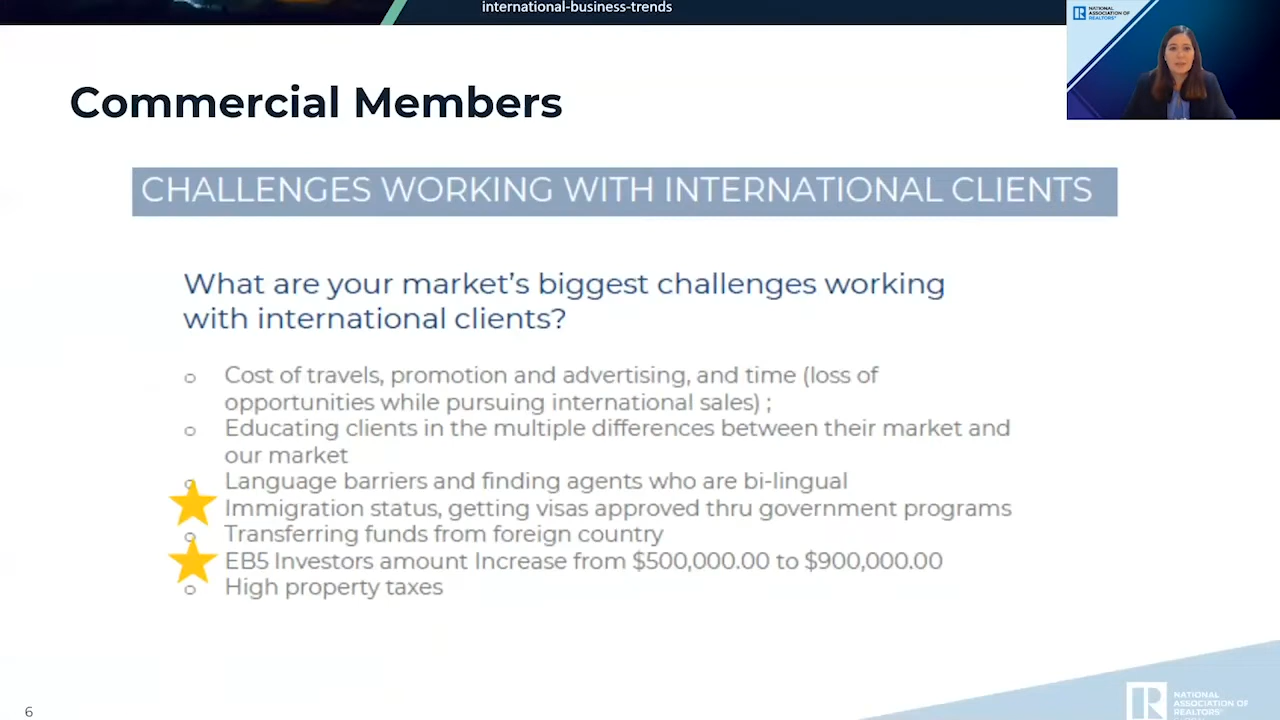 international-business-trends
NATIONAL
ASSOCIATION OF
REALTORS®
Commercial Members
CHALLENGES WORKING WITH INTERNATIONAL CLIENTS
What are your market's biggest challenges working
with international clients?
Cost of travels, promotion and advertising, and time (loss of
opportunities while pursuing international sales) ;
Educating clients in the multiple differences between their market and
our market
Language barriers and finding agents who are bi-lingual
Immigration status, getting visas approved thru government programs
Transferring funds from foreign country
EB5 Investors amount Increase from $500,000.00 to $900,000.00
High property taxes
6
NATIONAL
ASSOCIATION OF
REALTORS®